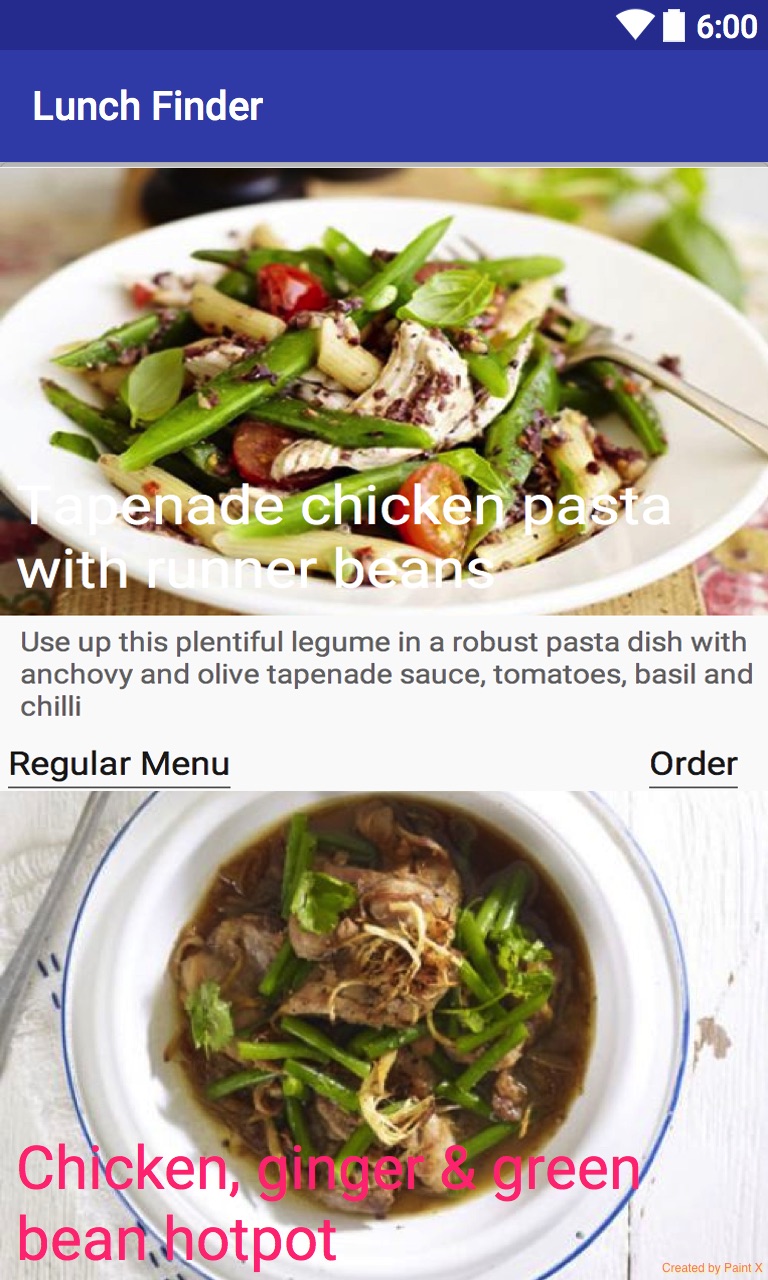 6:00
Lunch Finder
Tapenade chicken pasta
with runner beans
Use up this plentiful legume in a robust pasta dish with
anchovy and olive tapenade sauce, tomatoes, basil and
chilli
Regular Menu
Order
Chicken, ginger & green
bean hotpot
Created by Paint X